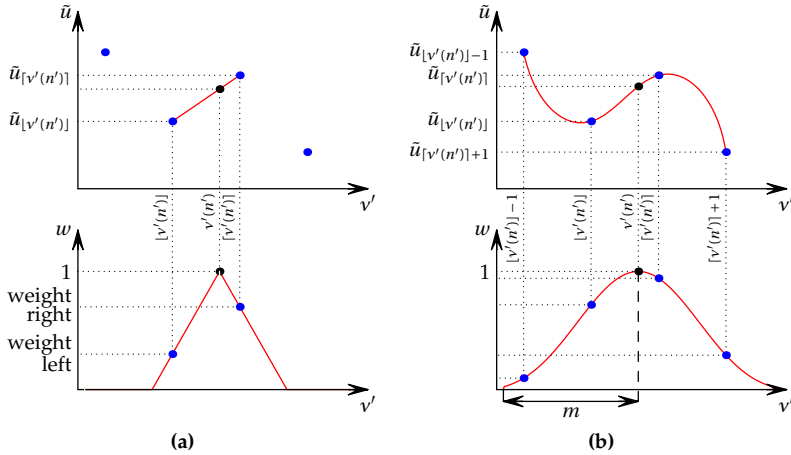 ũ
ũ⌈ν′(n′)⌉
ũ⌊ν′(n′)⌋
ν′
⌊ν′(n′)⌋
ν′(n′)
⌈ν′(n′)⌉
w
1
weight
right
weight
left
ν′
(a)
ũ
ũ⌊ν′(n′)⌋−1
ũ⌈ν′(n′)⌉
ũ⌊ν′(n′)⌋
ũ⌈ν′(n′)⌉+1
ν′
⌊ν′(n′)⌋−1
⌊ν′(n′)⌋
ν′(n′)
⌈ν′(n′)⌉
⌈ν′(n′)⌉+1
w
1
m
ν′
(b)